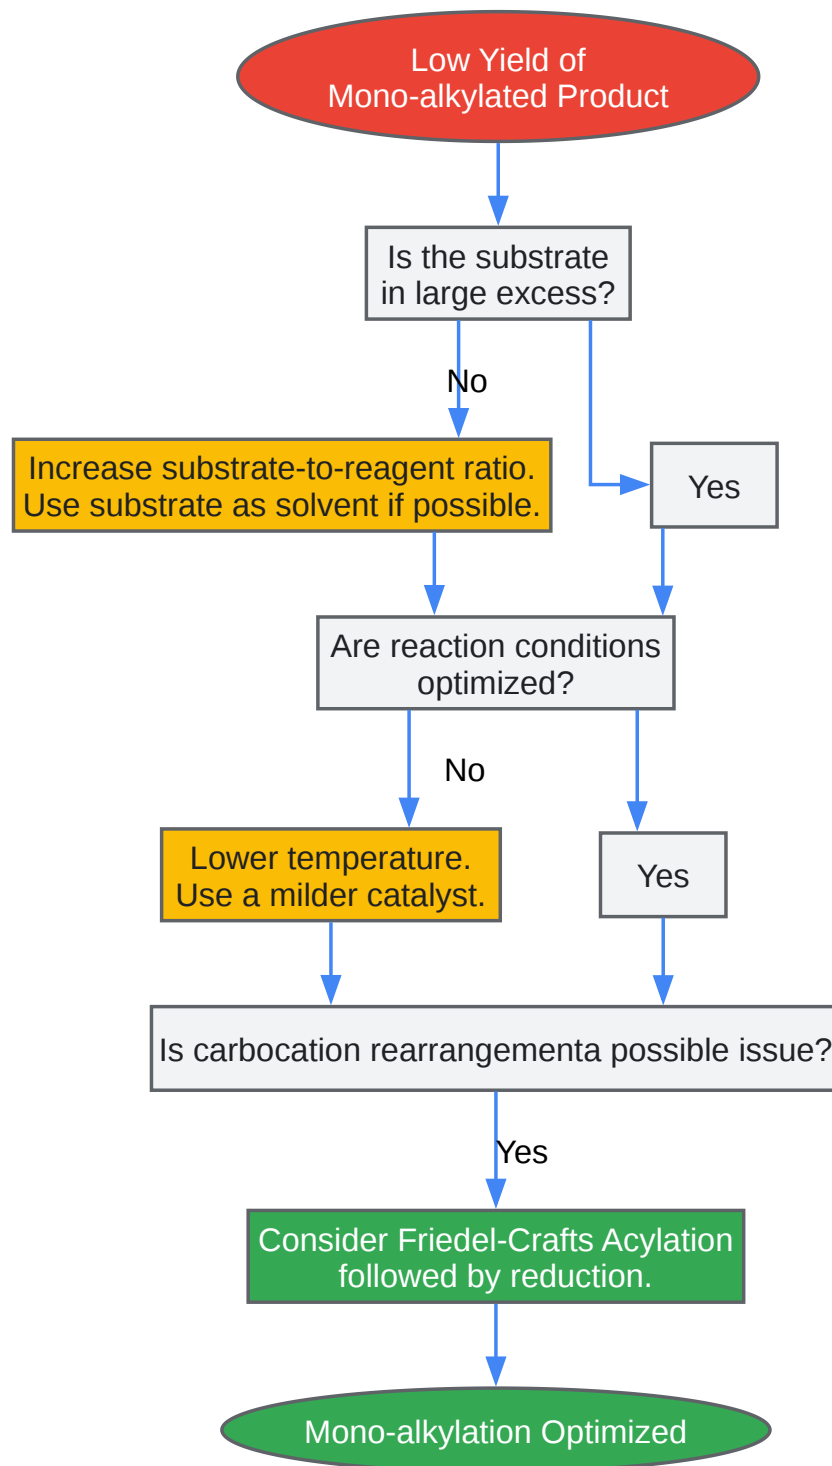 Low Yield of
Mono-alkylated Product
Is the substrate
in large excess?
No
Increase substrate-to-reagent ratio.
Use substrate as solvent if possible.
Yes
Are reaction conditions
optimized?
No
Lower temperature.
Use a milder catalyst.
Yes
Is carbocation rearrangementa possible issue?
Yes
Consider Friedel-Crafts Acylation
followed by reduction.
Mono-alkylation Optimized